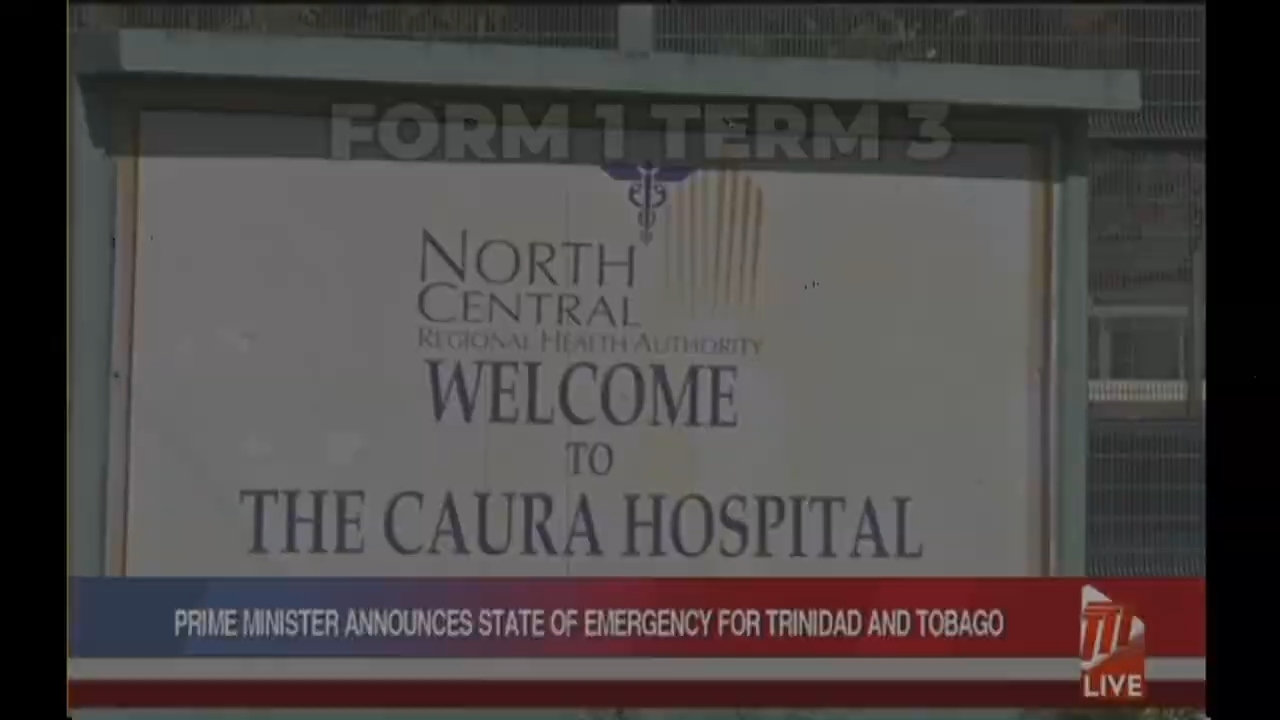 FORM 1 TERM 3
NORTH
CENTRAL
REGIONAL HEALTH AUTHORITY
WELCOME
TO
THE CAURA HOSPITAL
PRIME MINISTER ANNOUNCES STATE OF EMERGENCY FOR TRINIDAD AND TOBAGO
LIVE